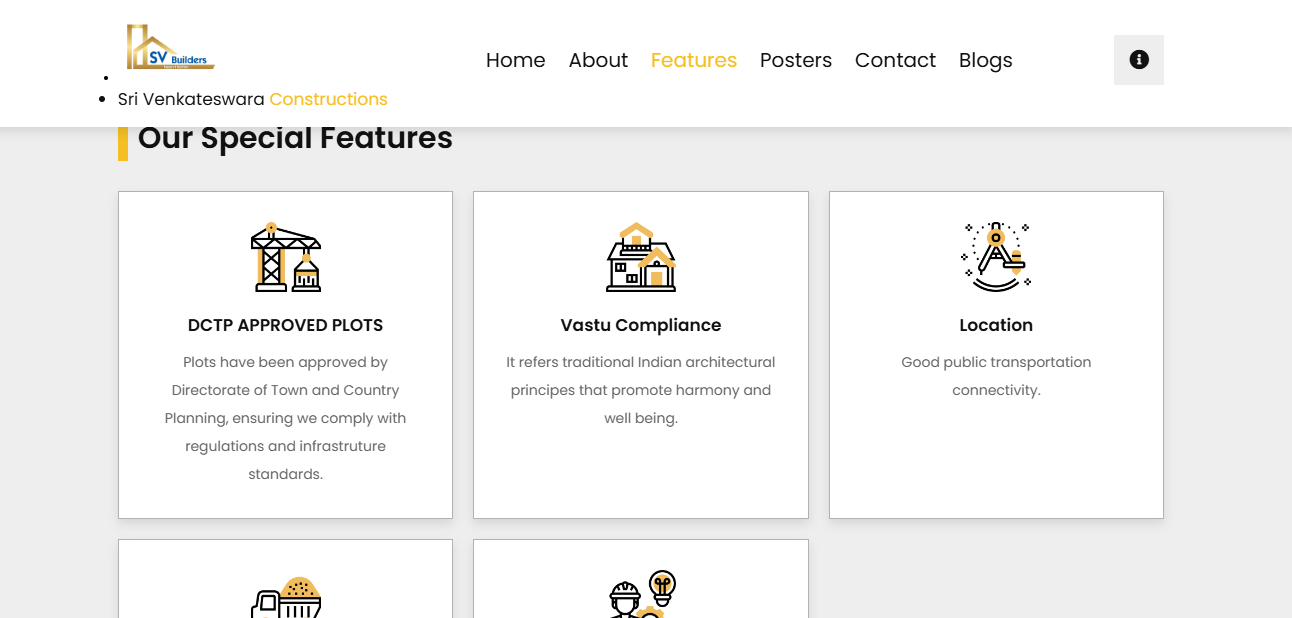 SV Builders
Home About Features Posters Contact Blogs
Sri Venkateswara Constructions
Our Special Features
DCTP APPROVED PLOTS
Plots have been approved by
Directorate of Town and Country
Planning, ensuring we comply with
regulations and infrastruture
standards.
Vastu Compliance
It refers traditional Indian architectural
principes that promote harmony and
well being.
Location
Good public transportation
connectivity.